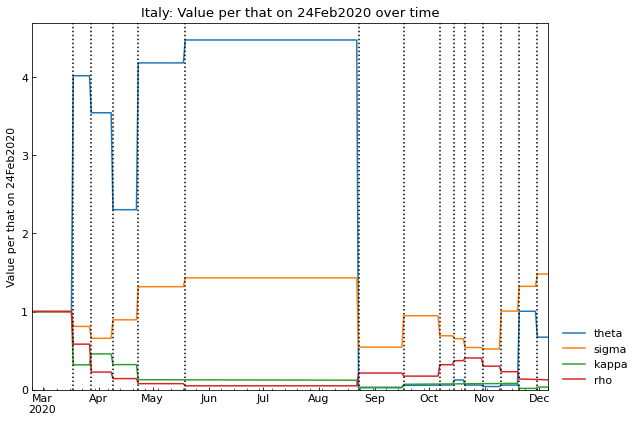 Italy: Value per that on 24Feb2020 over time
Value per that on 24Feb2020
4
3
2
1
0
Mar Apr May Jun Jul Aug Sep Oct Nov Dec
2020
theta
sigma
kappa
rho